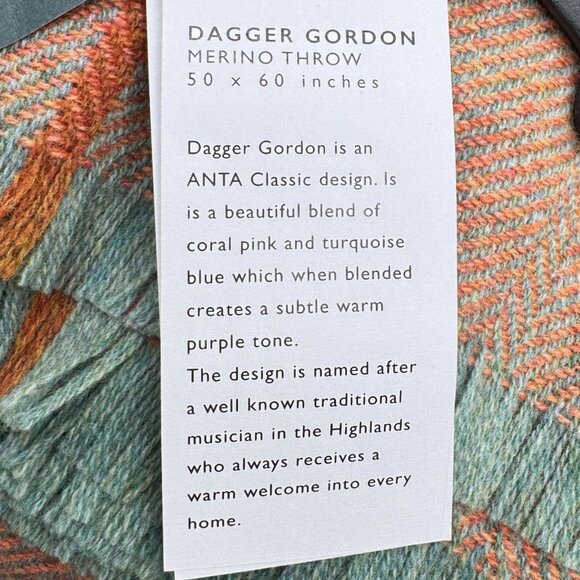 DAGGER GORDON
MERINO THROW
50 x 60 inches
Dagger Gordon is an
ANTA Classic design. Is
is a beautiful blend of
coral pink and turquoise
blue which when blended
creates a subtle warm
purple tone.
The design is named after
a well known traditional
musician in the Highlands
who always receives a
warm welcome into every
home.